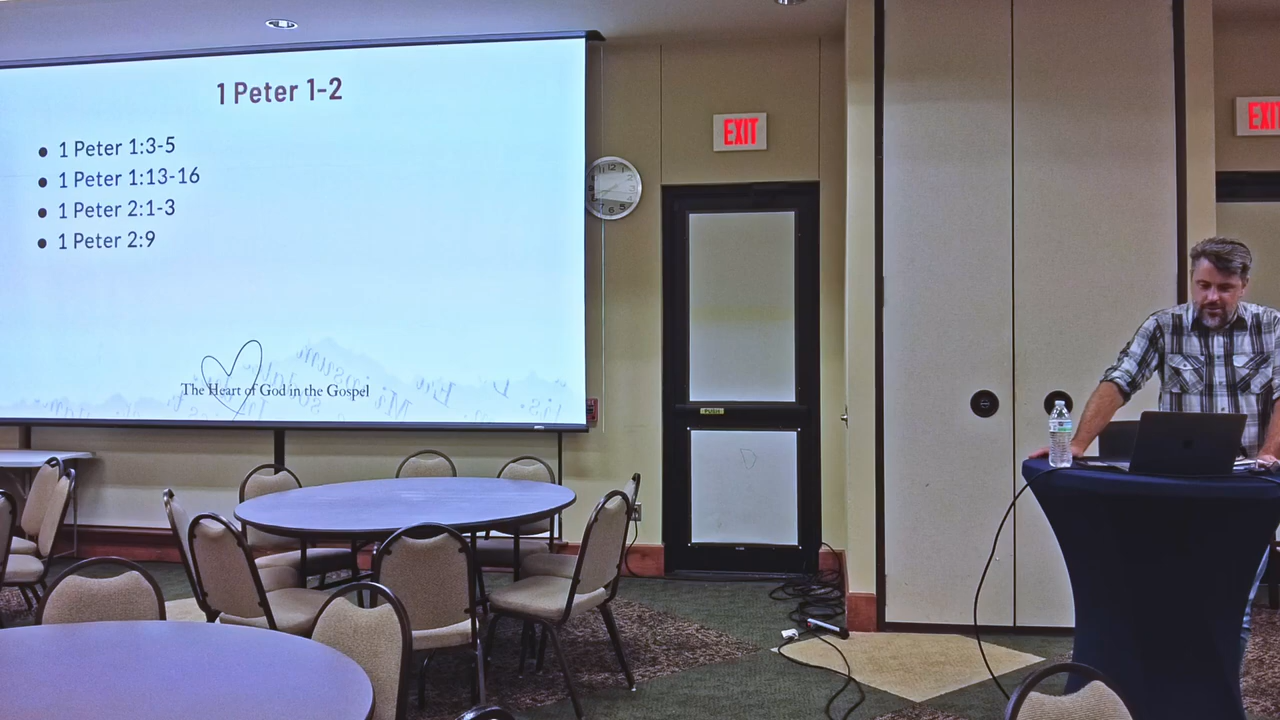 1 Peter 1-2
1 Peter 1:3-5
1 Peter 1:13-16
1 Peter 2:1-3
1 Peter 2:9
The Heart of God in the Gospel
EXIT
EXI
PUSH